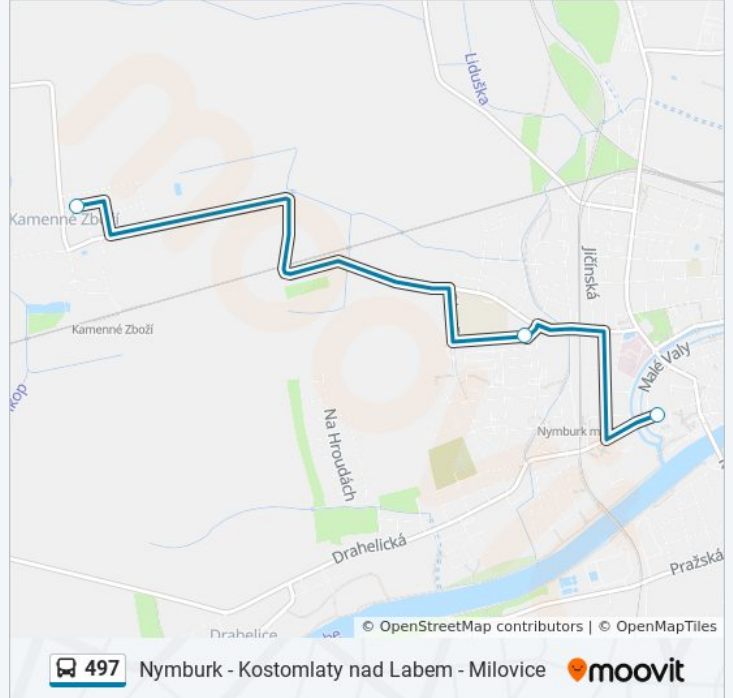 Liduška
Kamenné Zboží
Jičínská
Kamenné Zboží
Malé Valy
Na Hroudách
Nymburk m
Drahelická
Pražská
Drahelice
© OpenStreetMap contributors | © OpenMapTiles
497 Nymburk - Kostomlaty nad Labem - Milovice moovit